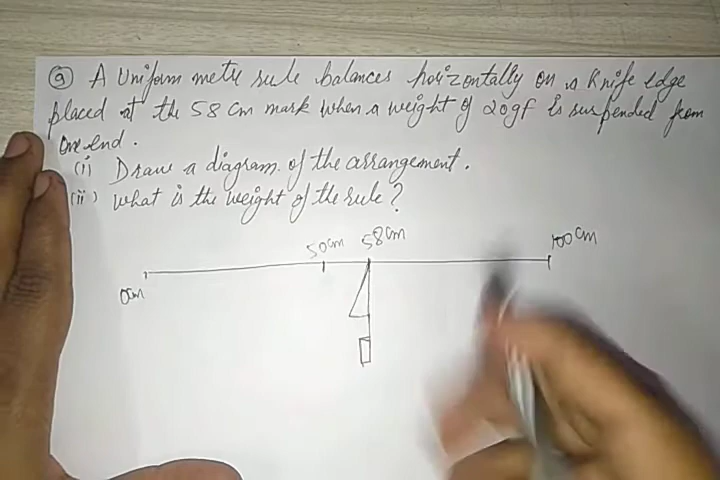 (9) A Uniform metre rule balances horizontally on a Knife edge
placed at the 58 cm mark when a weight of 20gf is suspended from
one end.
(i) Draw a diagram of the arrangement.
(ii) What is the weight of the rule?
50cm 58cm 100cm
0cm